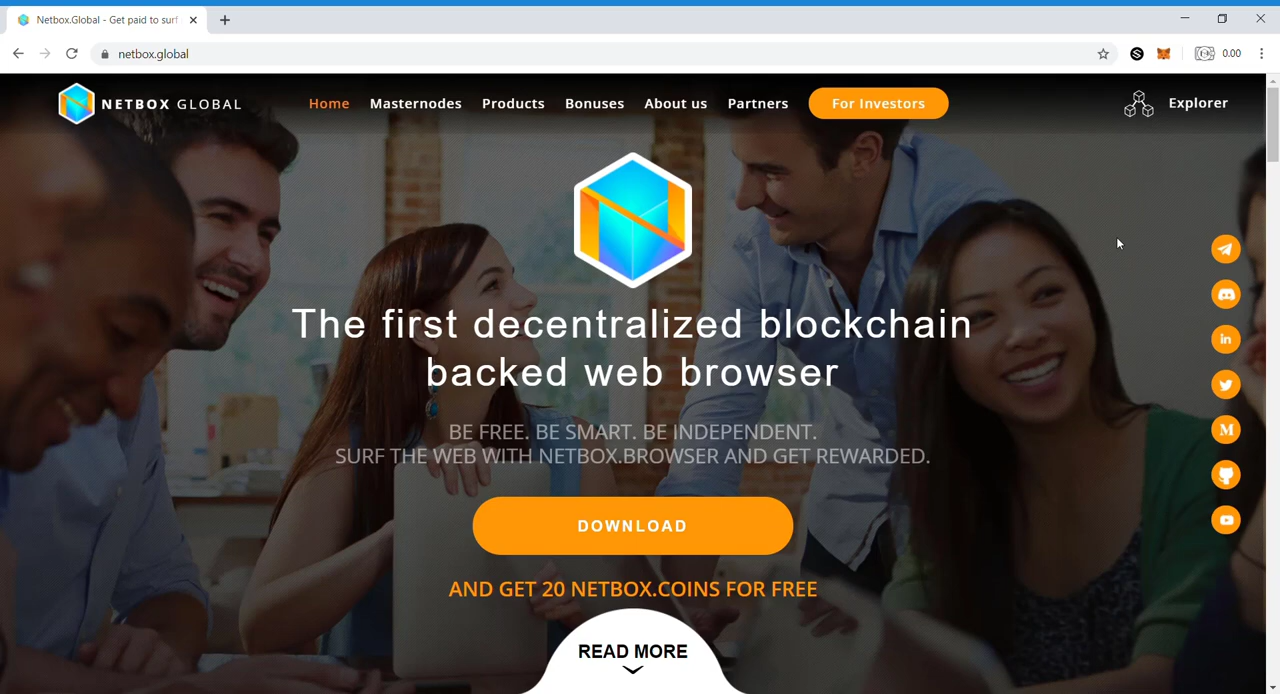 Netbox.Global - Get paid to surf
netbox.global
0.00
NETBOX GLOBAL
Home
Masternodes
Products
Bonuses
About us
Partners
For Investors
Explorer
The first decentralized blockchain
backed web browser
BE FREE. BE SMART. BE INDEPENDENT.
SURF THE WEB WITH NETBOX.BROWSER AND GET REWARDED.
DOWNLOAD
AND GET 20 NETBOX.COINS FOR FREE
READ MORE